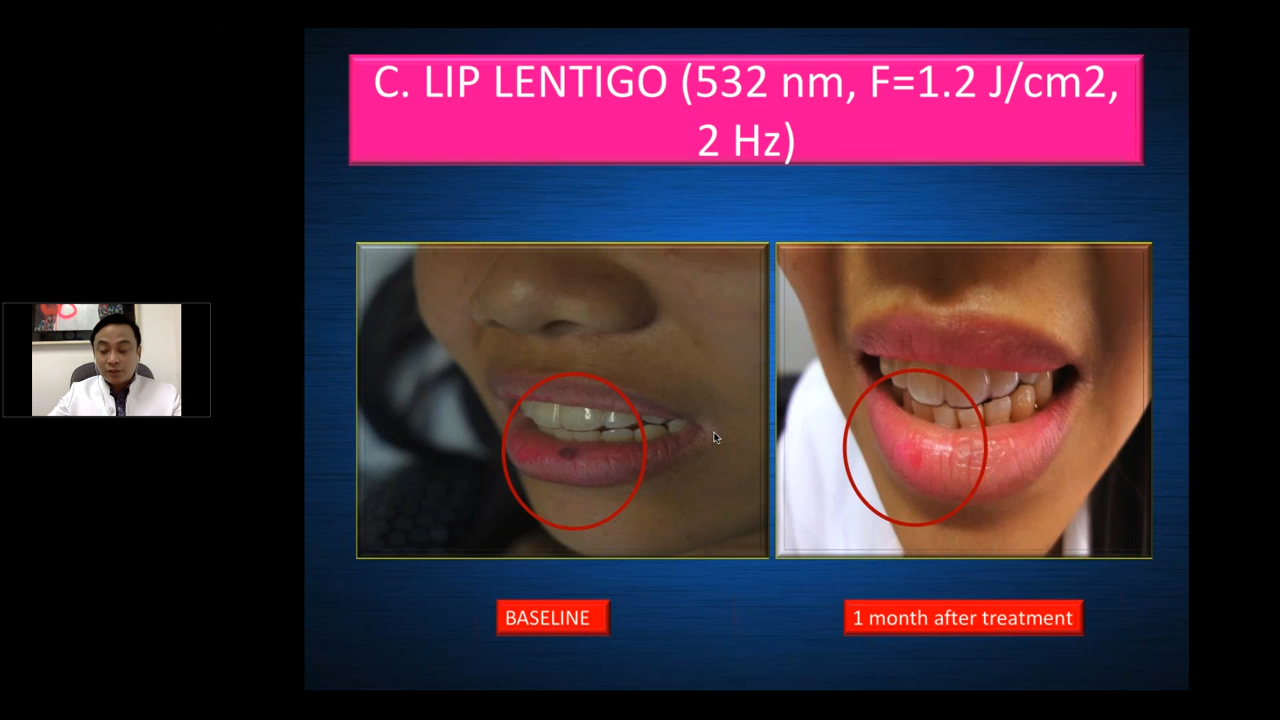 C. LIP LENTIGO (532 nm, F=1.2 J/cm2,
2 Hz)
BASELINE
1 month after treatment